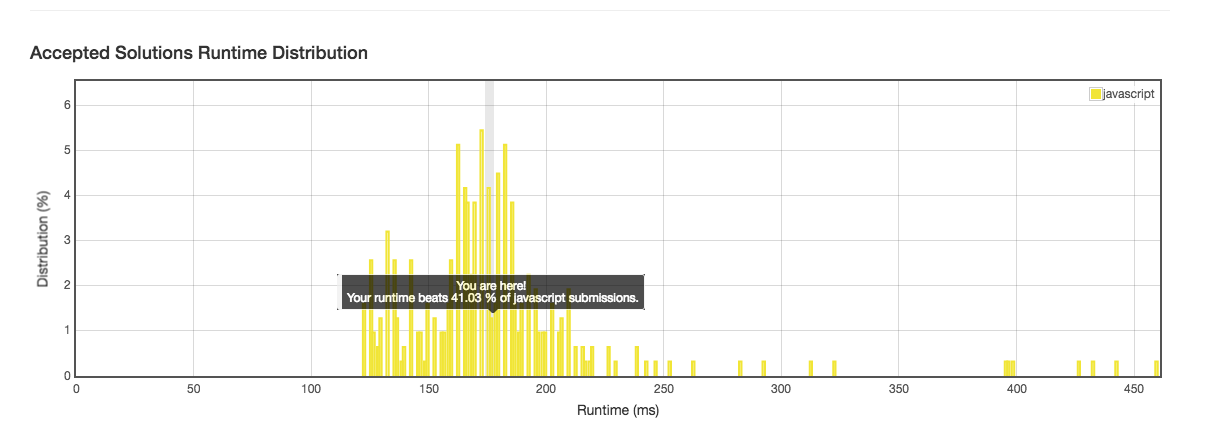 Accepted Solutions Runtime Distribution
javascript
6
5
4
3
2
1
0
Distribution (%)
You are here!
Your runtime beats 41.03 % of javascript submissions.
0 50 100 150 200 250 300 350 400 450
Runtime (ms)